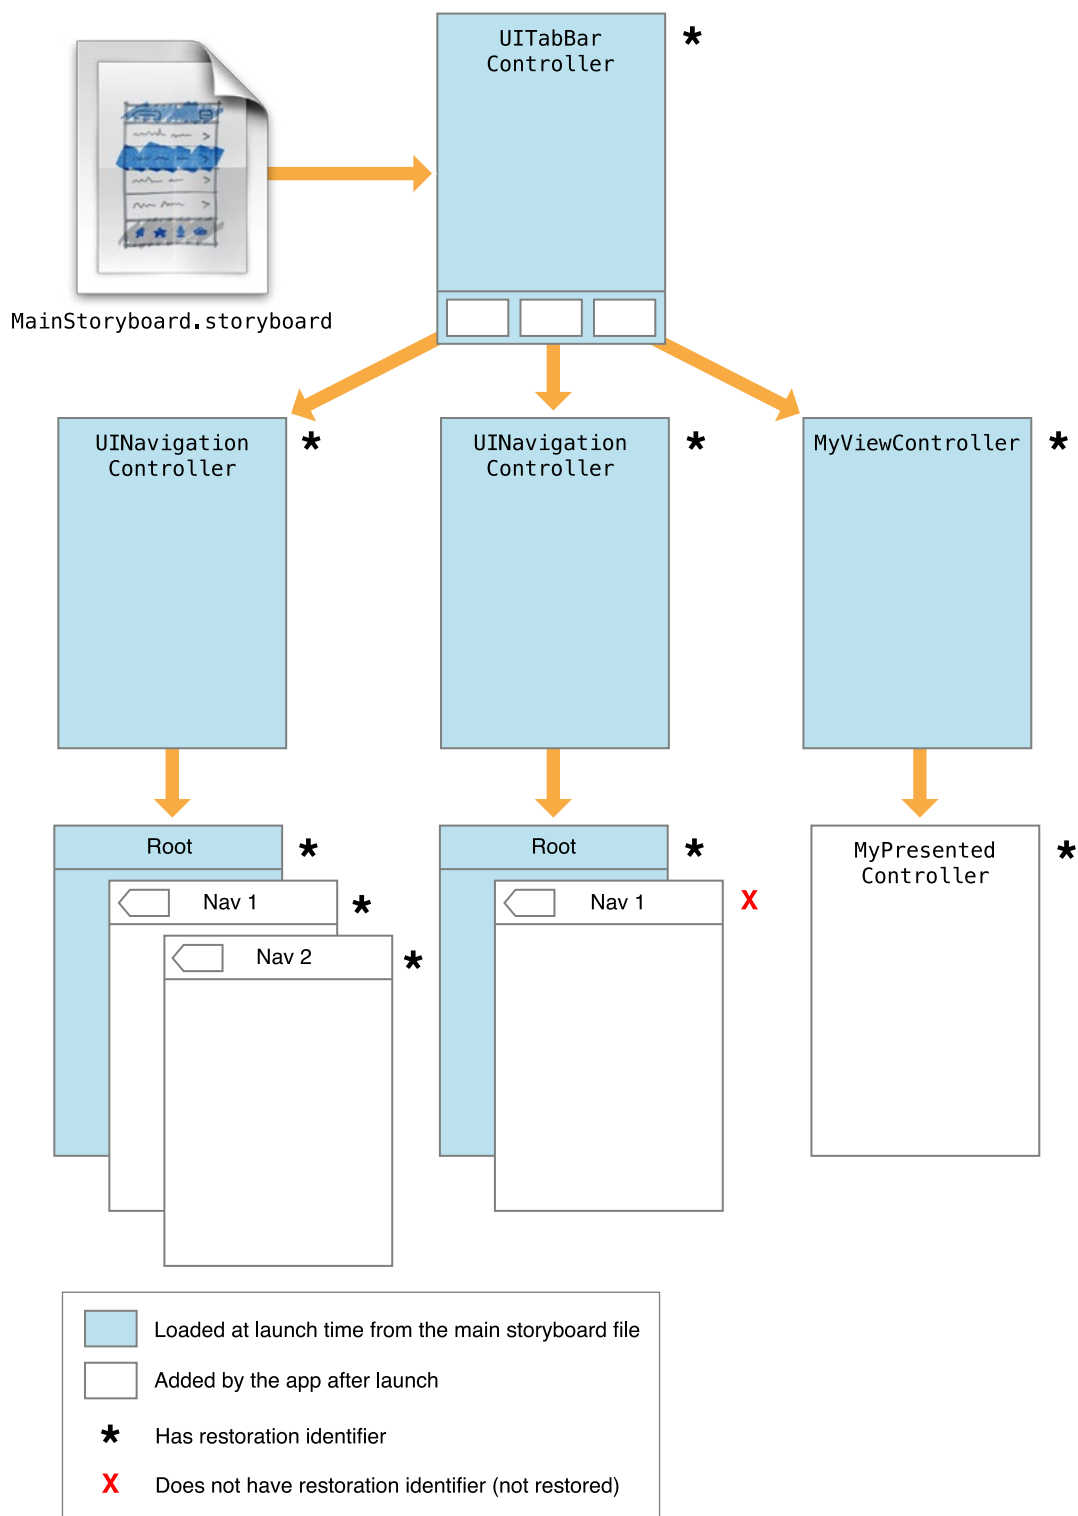 UITabBar
Controller
*
MainStoryboard.storyboard
UINavigation
Controller
*
UINavigation
Controller
*
MyViewController
*
Root
*
Nav 1
*
Nav 2
*
Root
*
Nav 1
X
MyPresented
Controller
*
Loaded at launch time from the main storyboard file
Added by the app after launch
* Has restoration identifier
X Does not have restoration identifier (not restored)